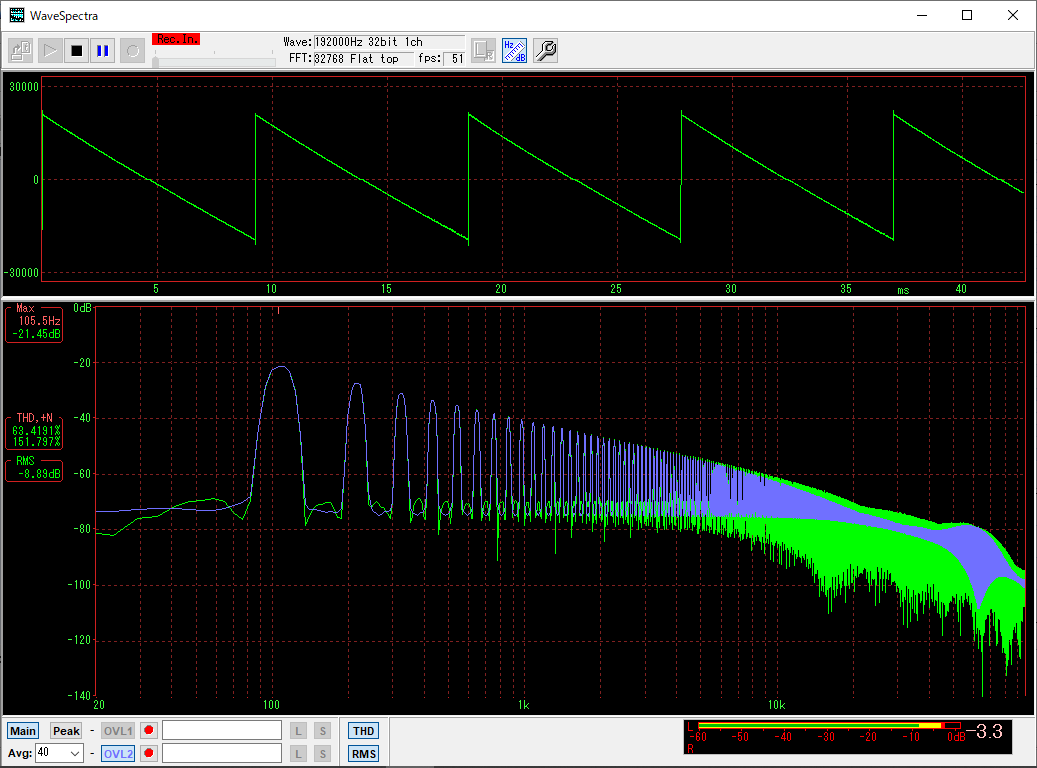 WaveSpectra
Rec.In.
Wave: 192000Hz 32bit 1ch
FFT: 32768 Flat top fps: 51
L R
Hz dB
30000
0
-30000
5 10 15 20 25 30 35 ms 40
Max
105.5Hz
-21.45dB
THD,+N
63.4191%
151.797%
RMS
-8.89dB
0dB
-20
-40
-60
-80
-100
-120
-140
20 100 1k 10k
Main Peak - OVL1 L S THD
Avg: 40 - OVL2 L S RMS
L
-60 -50 -40 -30 -20 -10 0dB -3.3
R